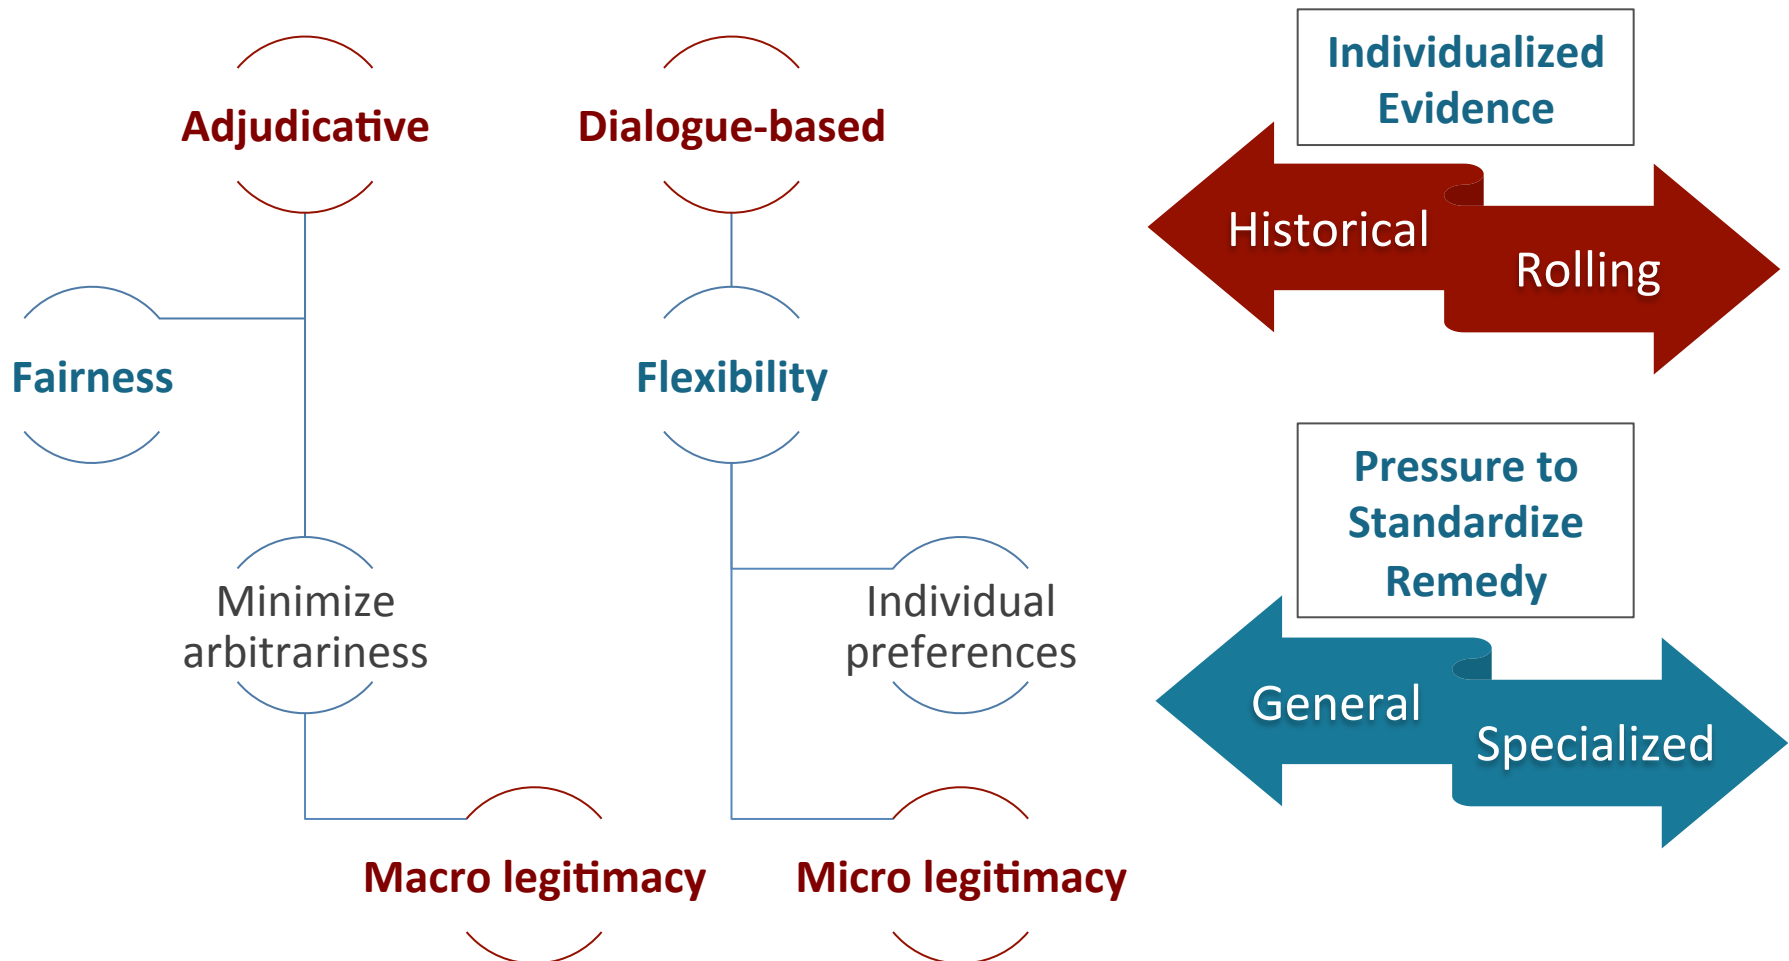 Adjudicative
Dialogue-based
Fairness
Flexibility
Minimize
arbitrariness
Individual
preferences
Macro legitimacy
Micro legitimacy
Individualized
Evidence
Historical
Rolling
Pressure to
Standardize
Remedy
General
Specialized